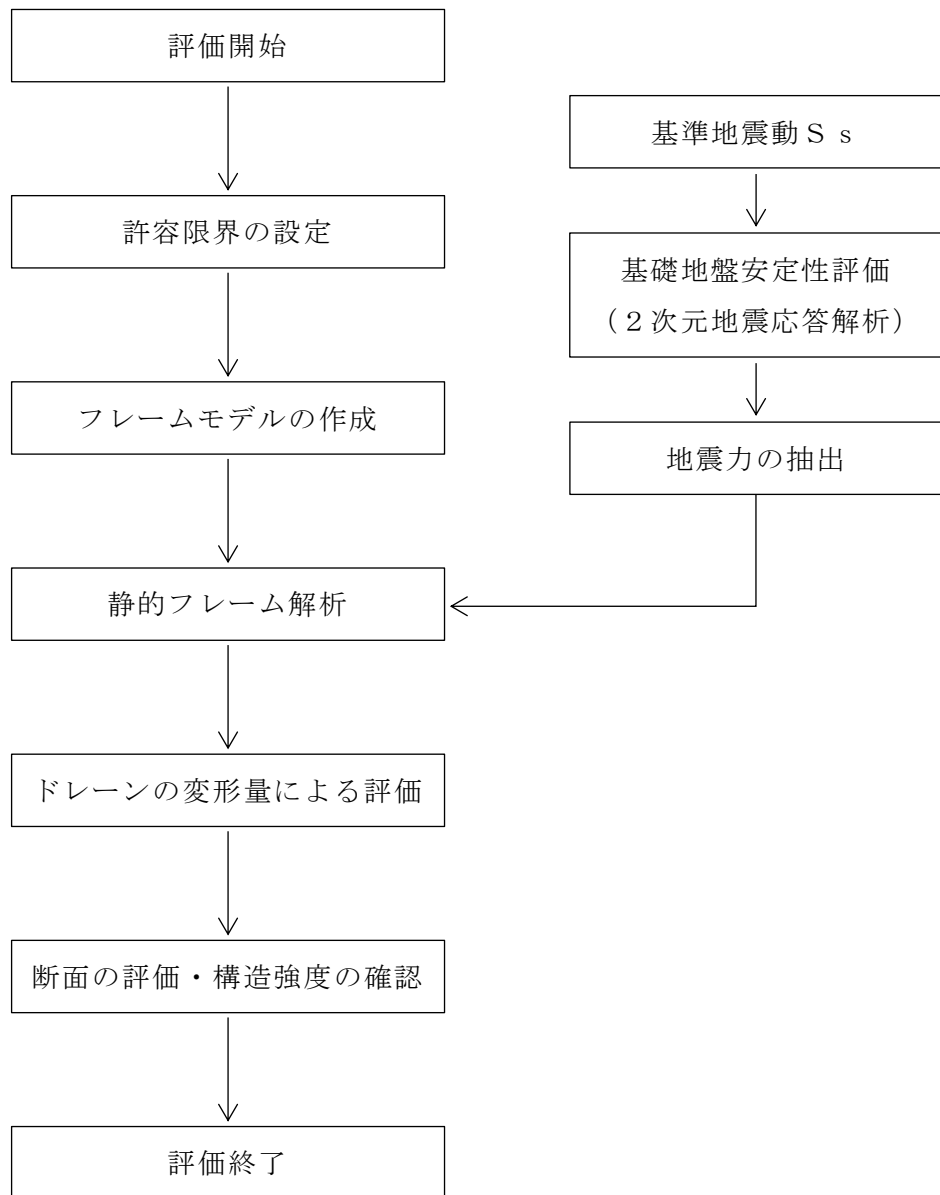 評価開始
許容限界の設定
フレームモデルの作成
静的フレーム解析
ドレーンの変形量による評価
断面の評価・構造強度の確認
評価終了
基準地震動Ｓｓ
基礎地盤安定性評価
（２次元地震応答解析）
地震力の抽出